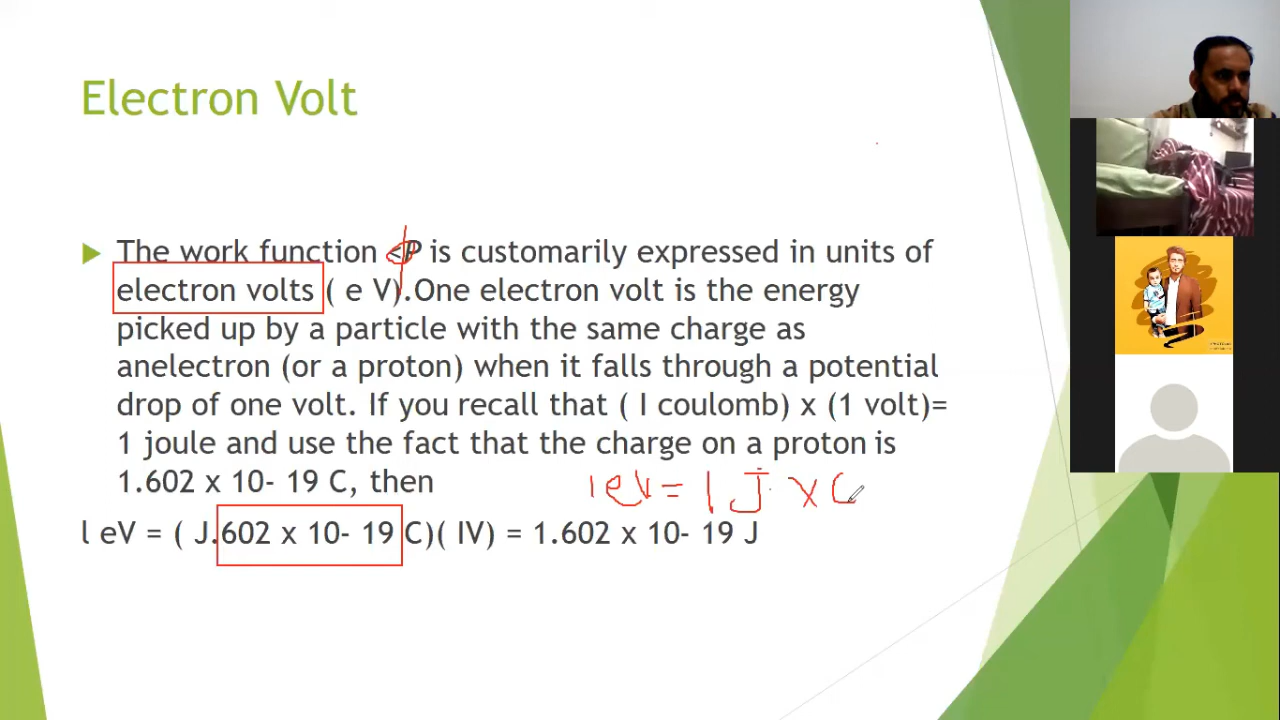 Electron Volt
The work function <P is customarily expressed in units of
electron volts ( e V).One electron volt is the energy
picked up by a particle with the same charge as
anelectron (or a proton) when it falls through a potential
drop of one volt. If you recall that ( I coulomb) x (1 volt)=
1 joule and use the fact that the charge on a proton is
1.602 x 10- 19 C, then
1eV = 1 J x C
l eV = ( J.602 x 10- 19 C)( IV) = 1.602 x 10- 19 J